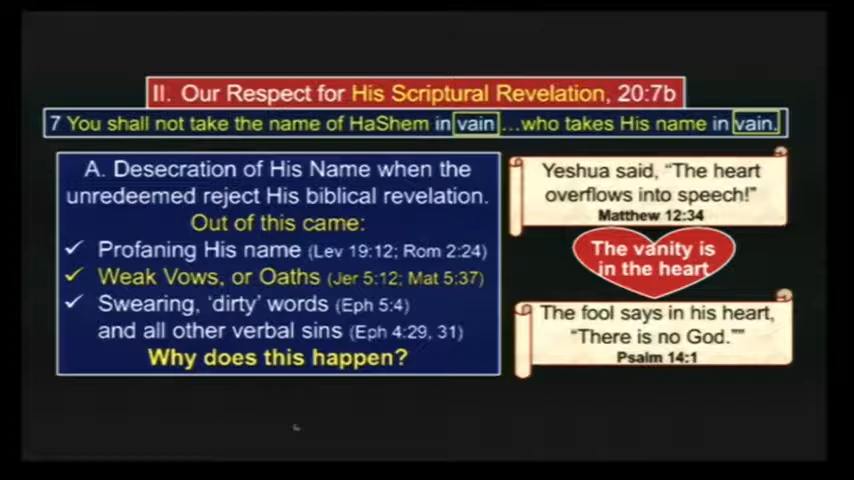 II. Our Respect for His Scriptural Revelation, 20:7b
7 You shall not take the name of HaShem in vain …who takes His name in vain.
A. Desecration of His Name when the
unredeemed reject His biblical revelation.
Out of this came:
✓ Profaning His name (Lev 19:12; Rom 2:24)
✓ Weak Vows, or Oaths (Jer 5:12; Mat 5:37)
✓ Swearing, ‘dirty’ words (Eph 5:4)
and all other verbal sins (Eph 4:29, 31)
Why does this happen?
Yeshua said, “The heart
overflows into speech!”
Matthew 12:34
The vanity is
in the heart
The fool says in his heart,
“There is no God.””
Psalm 14:1